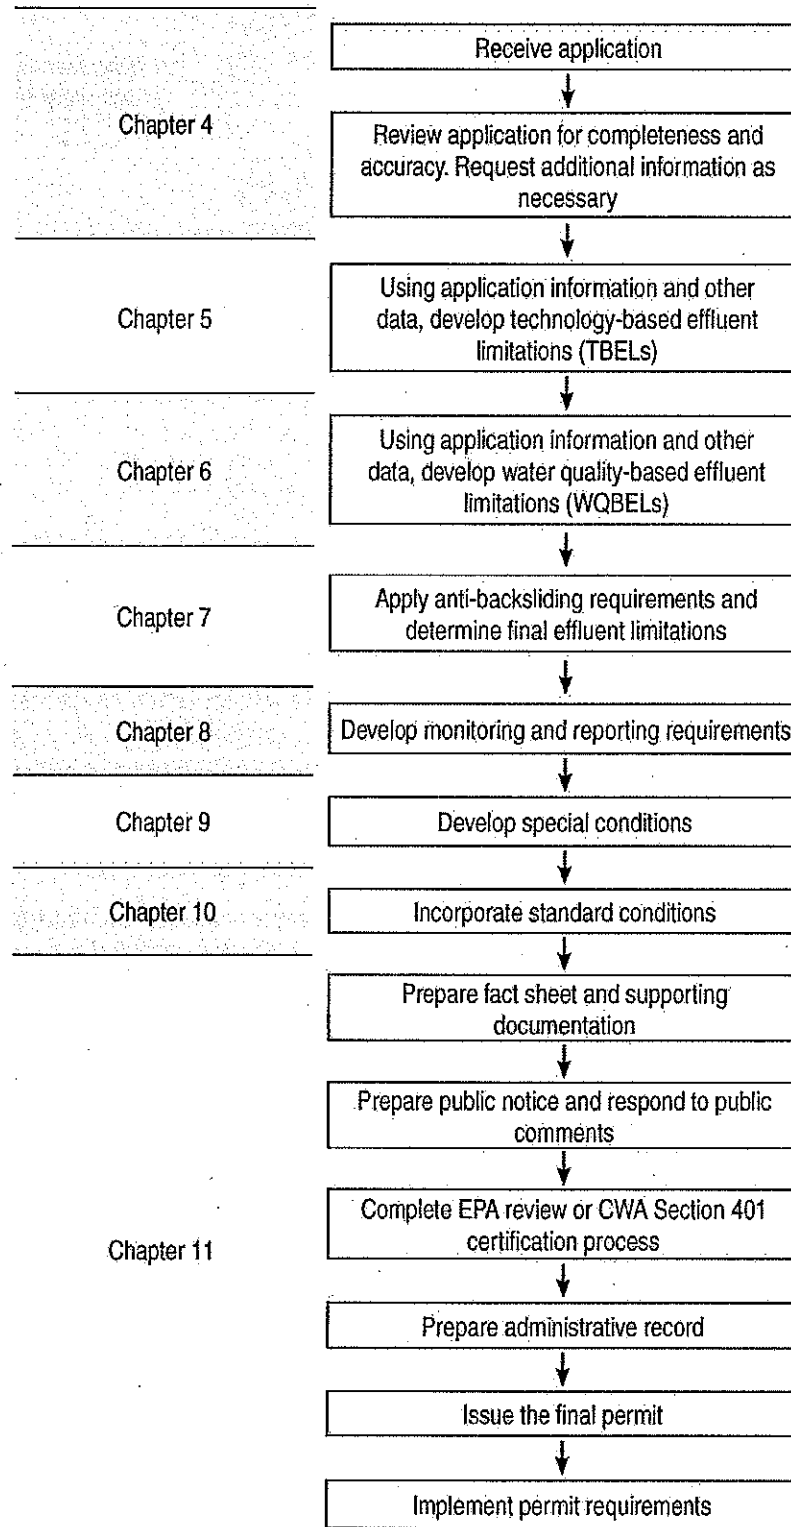 Receive application
Chapter 4
Review application for completeness and
accuracy. Request additional information as
necessary
Chapter 5
Using application information and other
data, develop technology-based effluent
limitations (TBELs)
Chapter 6
Using application information and other
data, develop water quality-based effluent
limitations (WQBELs)
Chapter 7
Apply anti-backsliding requirements and
determine final effluent limitations
Chapter 8
Develop monitoring and reporting requirements
Chapter 9
Develop special conditions
Chapter 10
Incorporate standard conditions
Prepare fact sheet and supporting
documentation
Prepare public notice and respond to public
comments
Chapter 11
Complete EPA review or CWA Section 401
certification process
Prepare administrative record
Issue the final permit
Implement permit requirements